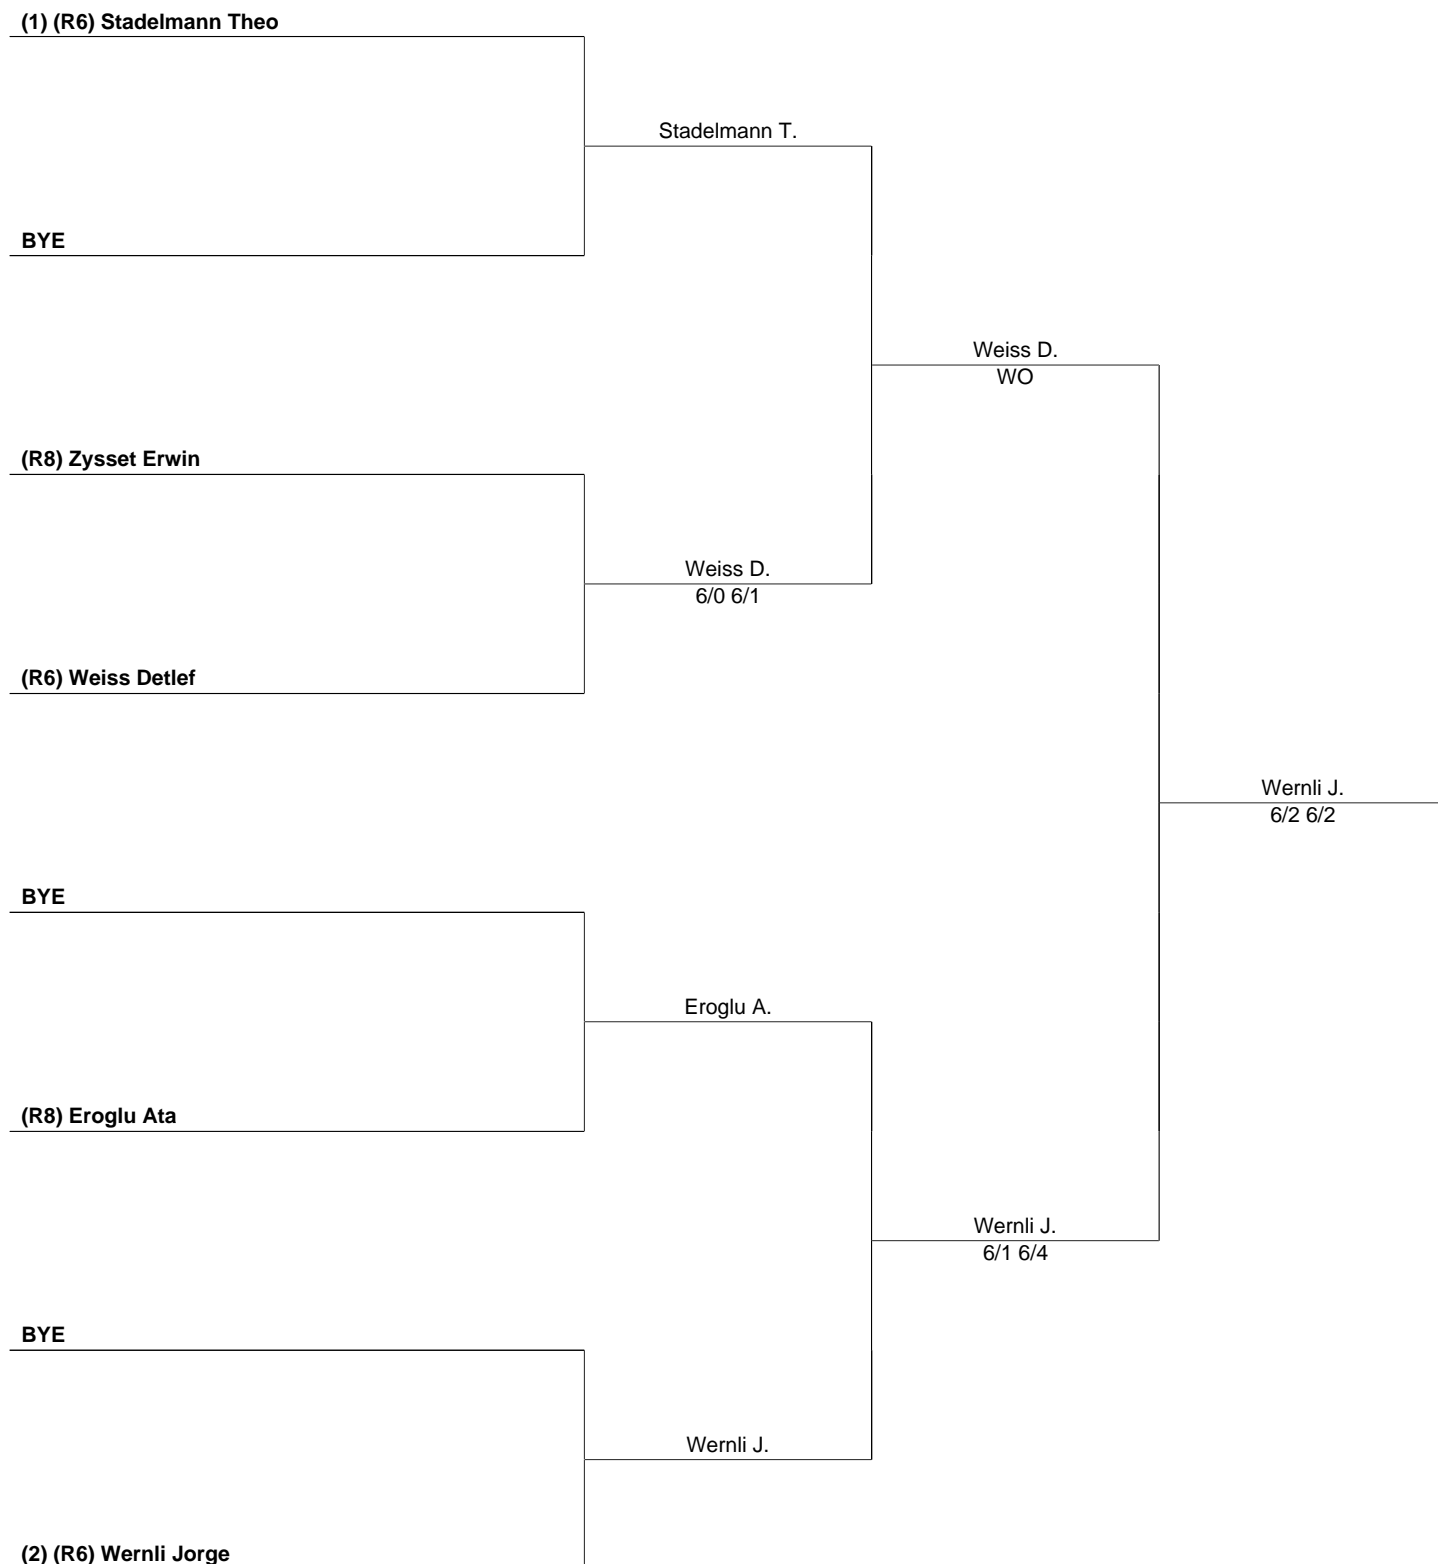 (1) (R6) Stadelmann Theo
Stadelmann T.
BYE
Weiss D.
WO
(R8) Zysset Erwin
Weiss D.
6/0 6/1
(R6) Weiss Detlef
Wernli J.
6/2 6/2
BYE
Eroglu A.
(R8) Eroglu Ata
Wernli J.
6/1 6/4
BYE
Wernli J.
(2) (R6) Wernli Jorge